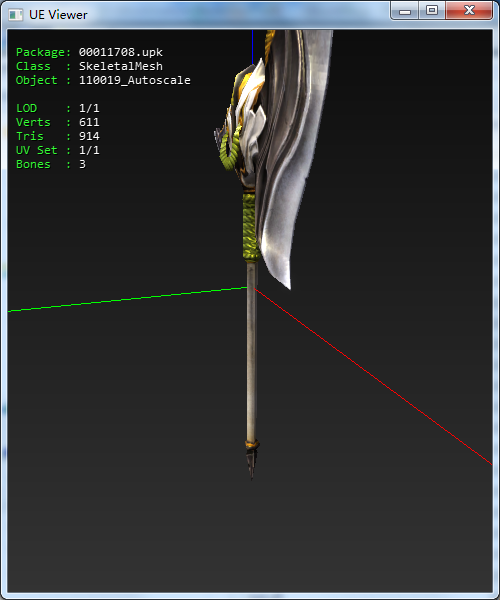 UE Viewer
Package: 00011708.upk
Class : SkeletalMesh
Object : 110019_Autoscale
LOD : 1/1
Verts : 611
Tris : 914
UV Set : 1/1
Bones : 3